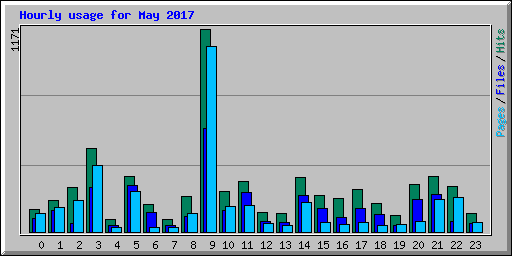 Hourly usage for May 2017
1171
Pages / Files / Hits
0 1 2 3 4 5 6 7 8 9 10 11 12 13 14 15 16 17 18 19 20 21 22 23